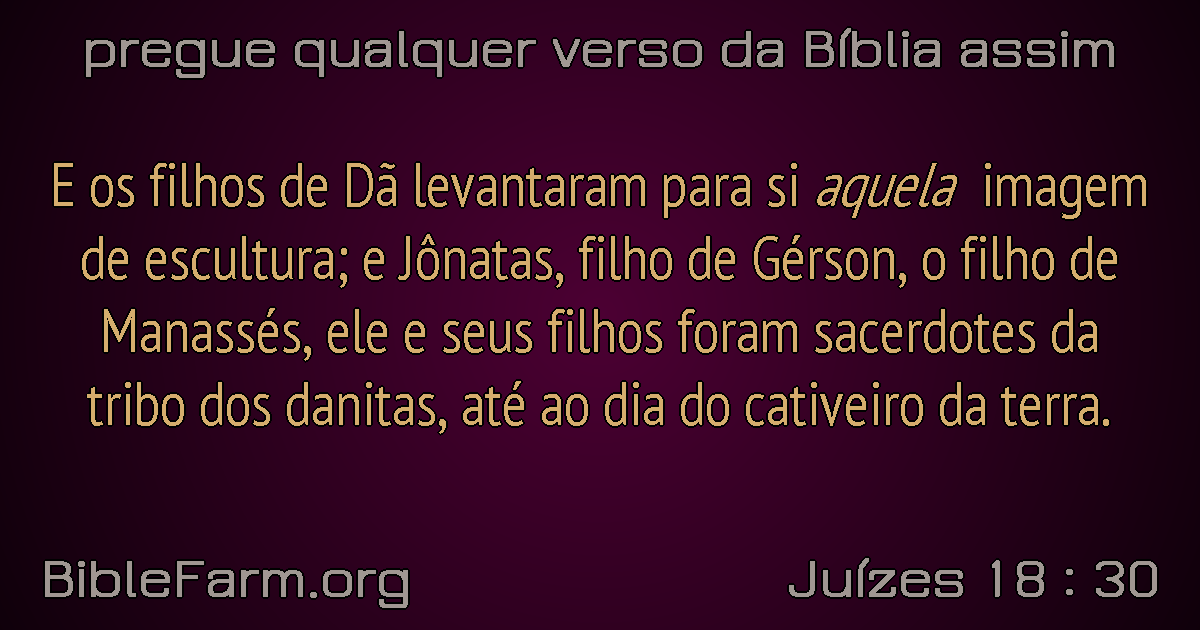 pregue qualquer verso da Bíblia assim
E os filhos de Dã levantaram para si aquela imagem
de escultura; e Jônatas, filho de Gérson, o filho de
Manassés, ele e seus filhos foram sacerdotes da
tribo dos danitas, até ao dia do cativeiro da terra.
BibleFarm.org
Juízes 18 : 30